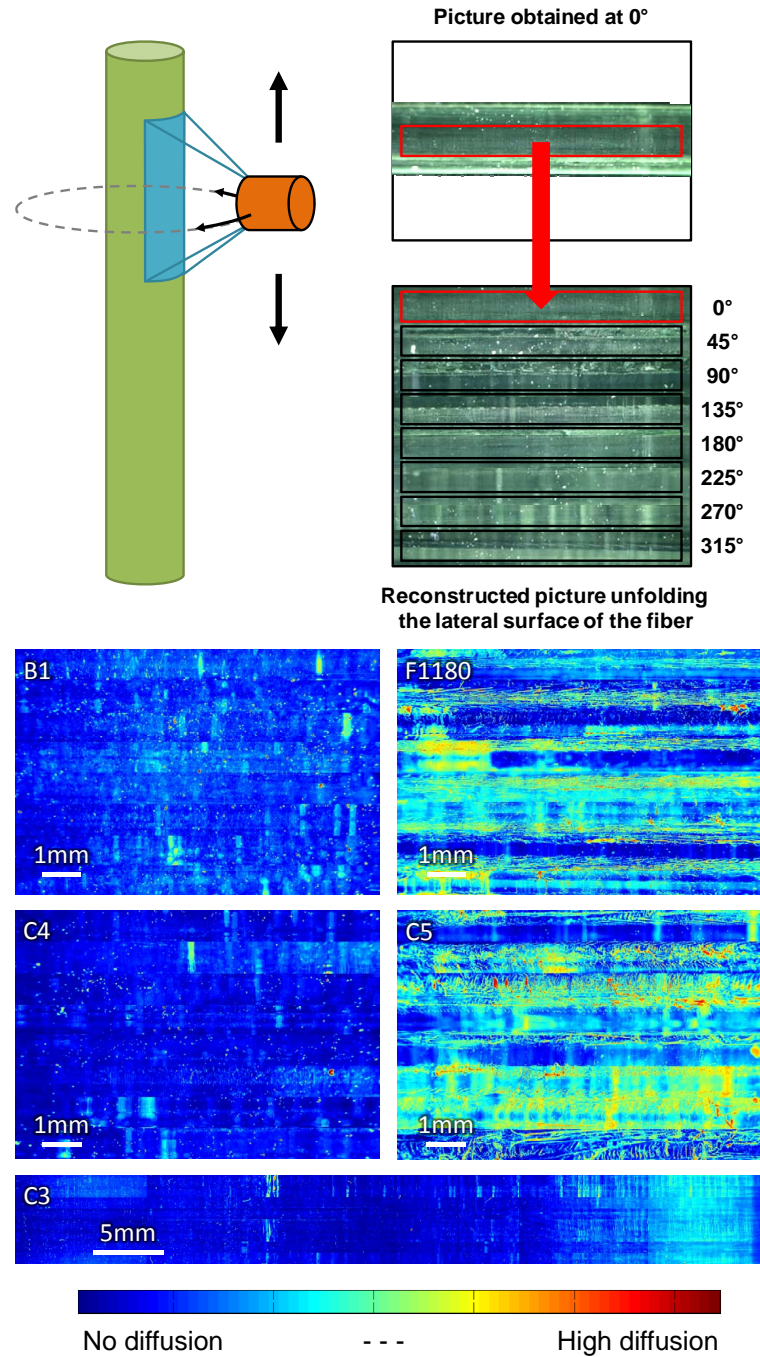 Picture obtained at 0°
0°
45°
90°
135°
180°
225°
270°
315°
Reconstructed picture unfolding
the lateral surface of the fiber
B1
1mm
F1180
1mm
C4
1mm
C5
1mm
C3
5mm
No diffusion - - - High diffusion